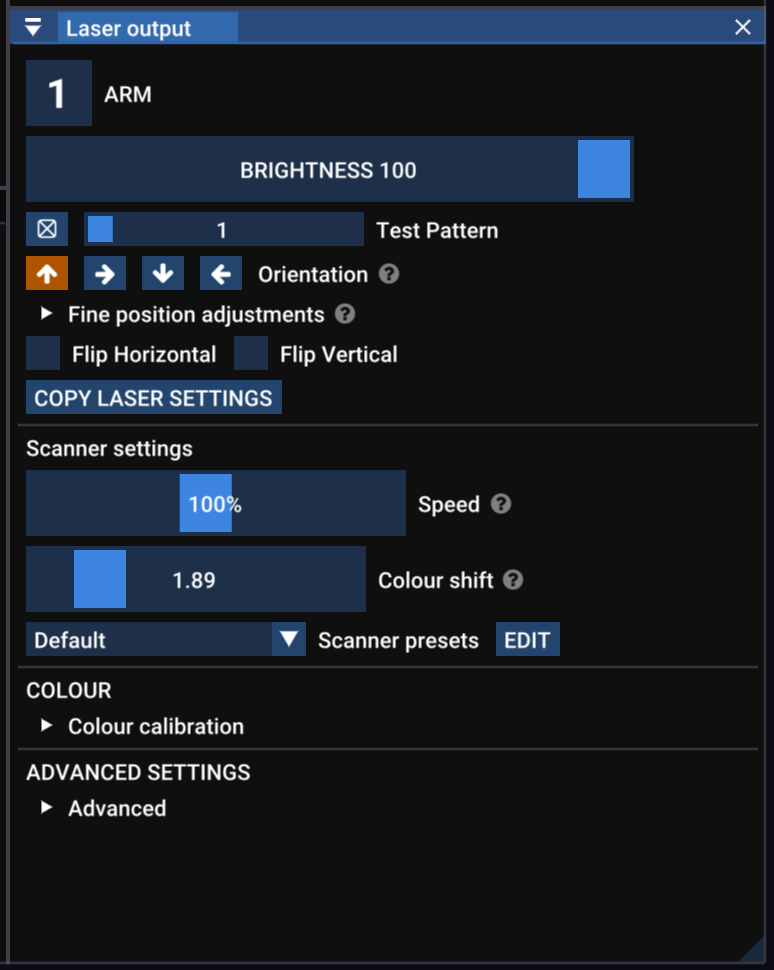 Laser output
1 ARM
BRIGHTNESS 100
1 Test Pattern
Orientation ?
Fine position adjustments ?
Flip Horizontal Flip Vertical
COPY LASER SETTINGS
Scanner settings
100% Speed ?
1.89 Colour shift ?
Default Scanner presets EDIT
COLOUR
Colour calibration
ADVANCED SETTINGS
Advanced